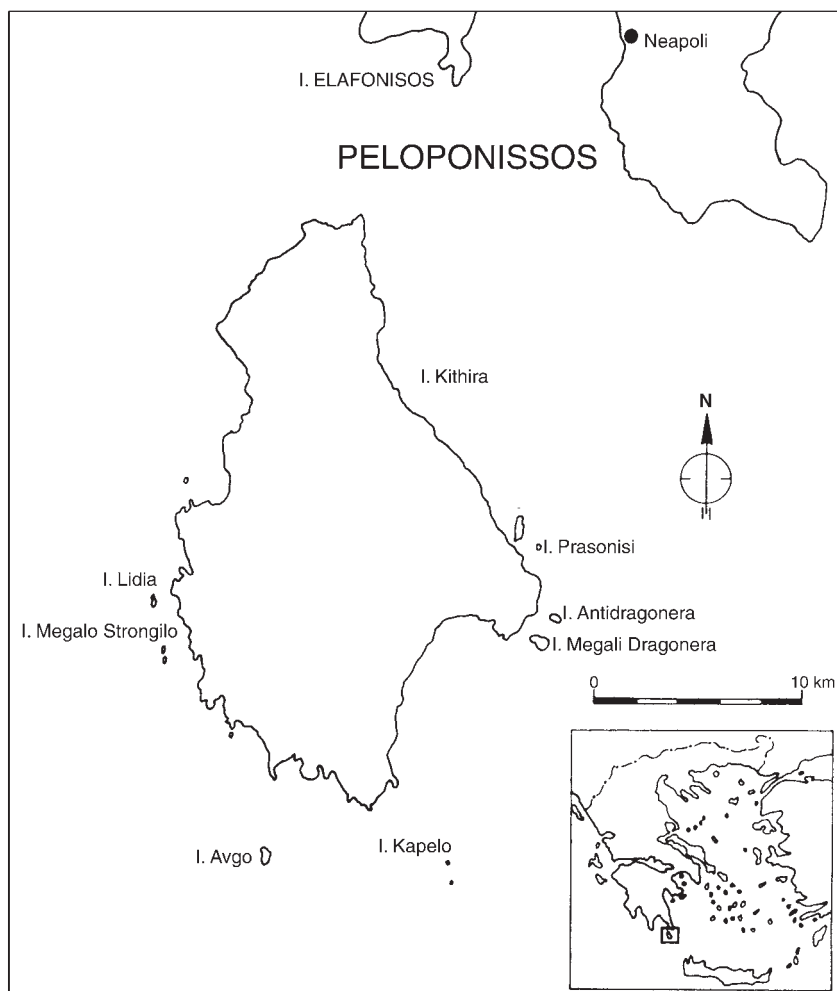 Neapoli
I. ELAFONISOS
PELOPONISSOS
I. Kithira
N
I. Prasonisi
I. Lidia
I. Antidragonera
I. Megalo Strongilo
I. Megali Dragonera
0 10 km
I. Avgo
I. Kapelo